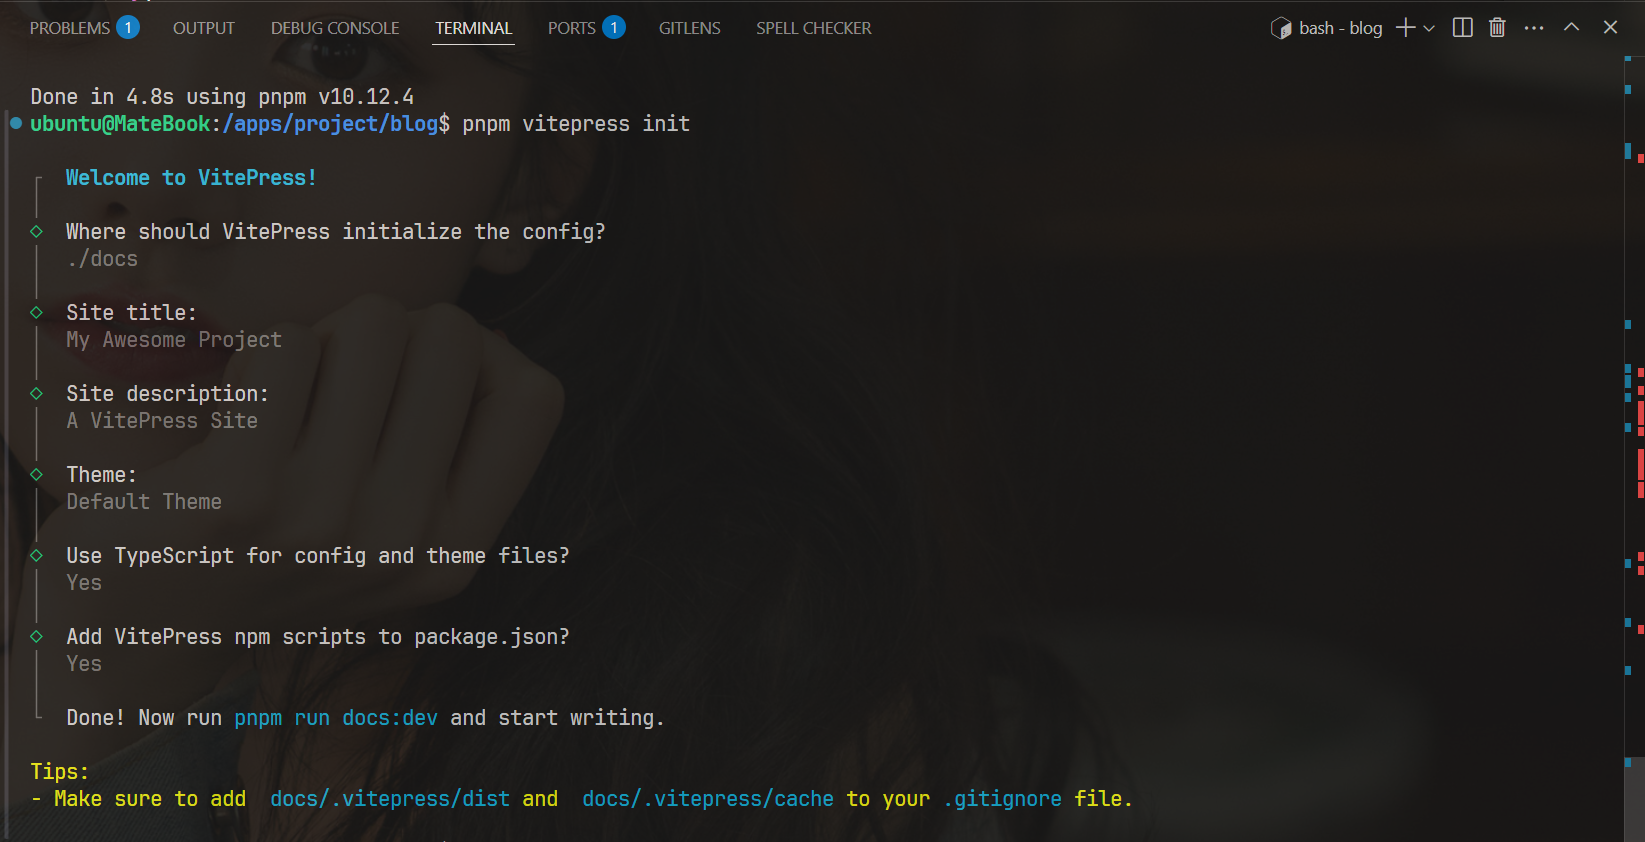 PROBLEMS 1 OUTPUT DEBUG CONSOLE TERMINAL PORTS 1 GITLENS SPELL CHECKER bash - blog
Done in 4.8s using pnpm v10.12.4
ubuntu@MateBook:/apps/project/blog$ pnpm vitepress init
Welcome to VitePress!
Where should VitePress initialize the config?
./docs
Site title:
My Awesome Project
Site description:
A VitePress Site
Theme:
Default Theme
Use TypeScript for config and theme files?
Yes
Add VitePress npm scripts to package.json?
Yes
Done! Now run pnpm run docs:dev and start writing.
Tips:
- Make sure to add  docs/.vitepress/dist and  docs/.vitepress/cache to your .gitignore file.